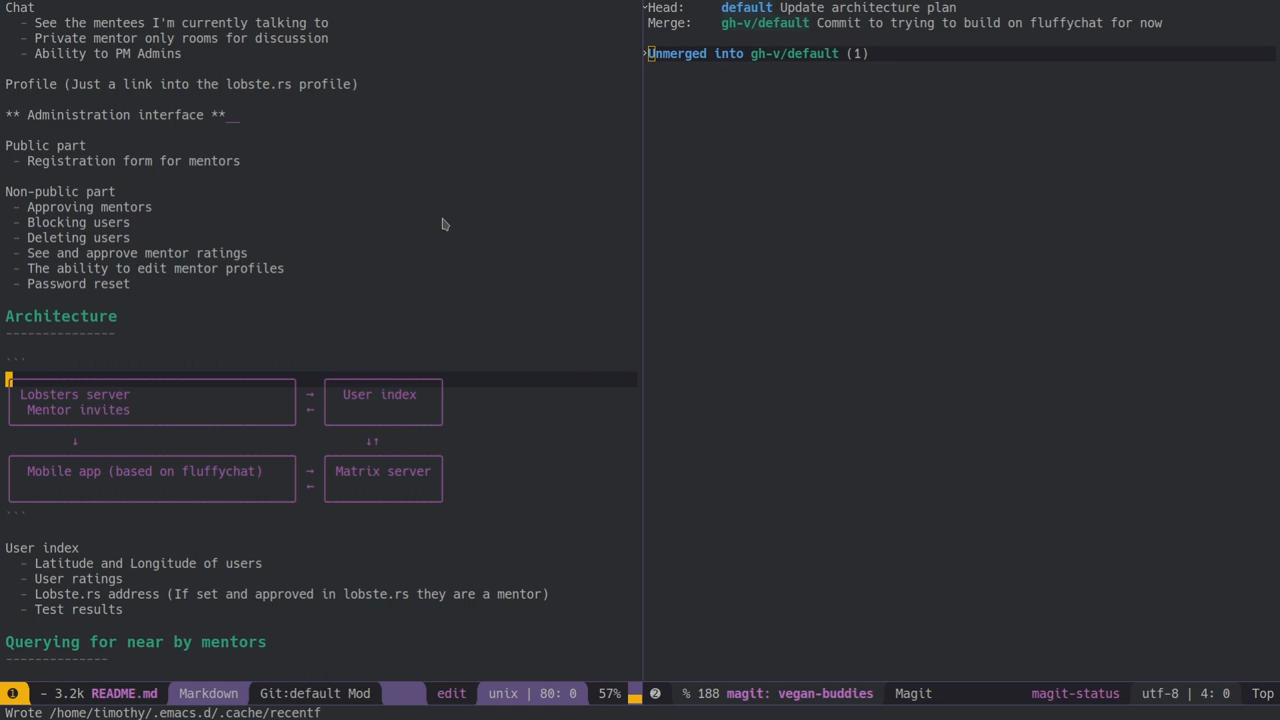 Chat
- See the mentees I'm currently talking to
- Private mentor only rooms for discussion
- Ability to PM Admins
Profile (Just a link into the lobste.rs profile)
** Administration interface **__
Public part
- Registration form for mentors
Non-public part
- Approving mentors
- Blocking users
- Deleting users
- See and approve mentor ratings
- The ability to edit mentor profiles
- Password reset
Architecture
---------------
```
Lobsters server → User index
Mentor invites ←
↓ ↓↑
Mobile app (based on fluffychat) → Matrix server
←
```
User index
- Latitude and Longitude of users
- User ratings
- Lobste.rs address (If set and approved in lobste.rs they are a mentor)
- Test results
Querying for near by mentors
--------------
❶ - 3.2k README.md Markdown Git:default Mod edit unix | 80: 0 57%
Head: default Update architecture plan
Merge: gh-v/default Commit to trying to build on fluffychat for now
Unmerged into gh-v/default (1)
❷ % 188 magit: vegan-buddies Magit magit-status utf-8 | 4: 0 Top
Wrote /home/timothy/.emacs.d/.cache/recentf